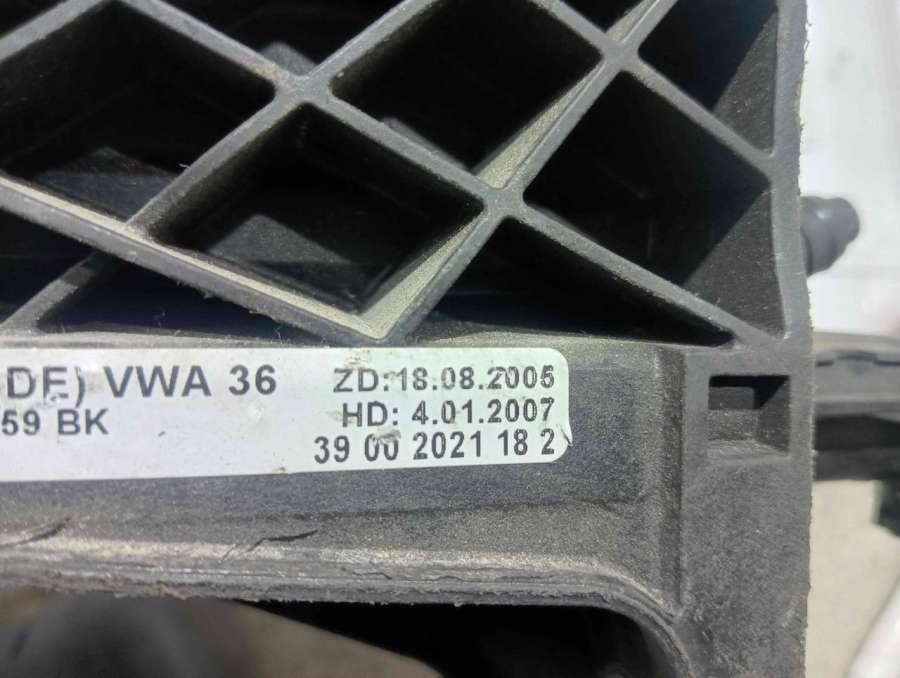 DE) VWA 36 ZD:18.08.2005
59 BK HD: 4.01.2007
39 00 2021 18 2